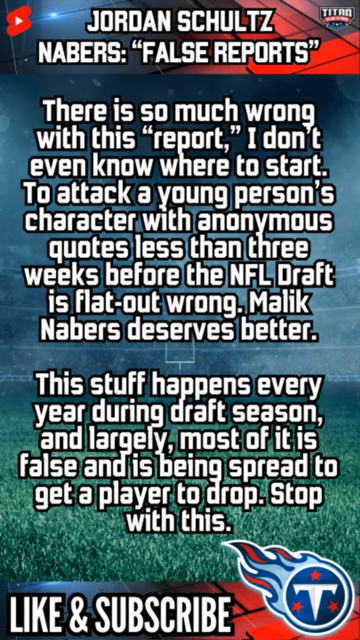 JORDAN SCHULTZ
TITAN
NABERS: “FALSE REPORTS”
There is so much wrong
with this “report,” I don’t
even know where to start.
To attack a young person’s
character with anonymous
quotes less than three
weeks before the NFL Draft
is flat-out wrong. Malik
Nabers deserves better.
This stuff happens every
year during draft season,
and largely, most of it is
false and is being spread to
get a player to drop. Stop
with this.
T
LIKE & SUBSCRIBE